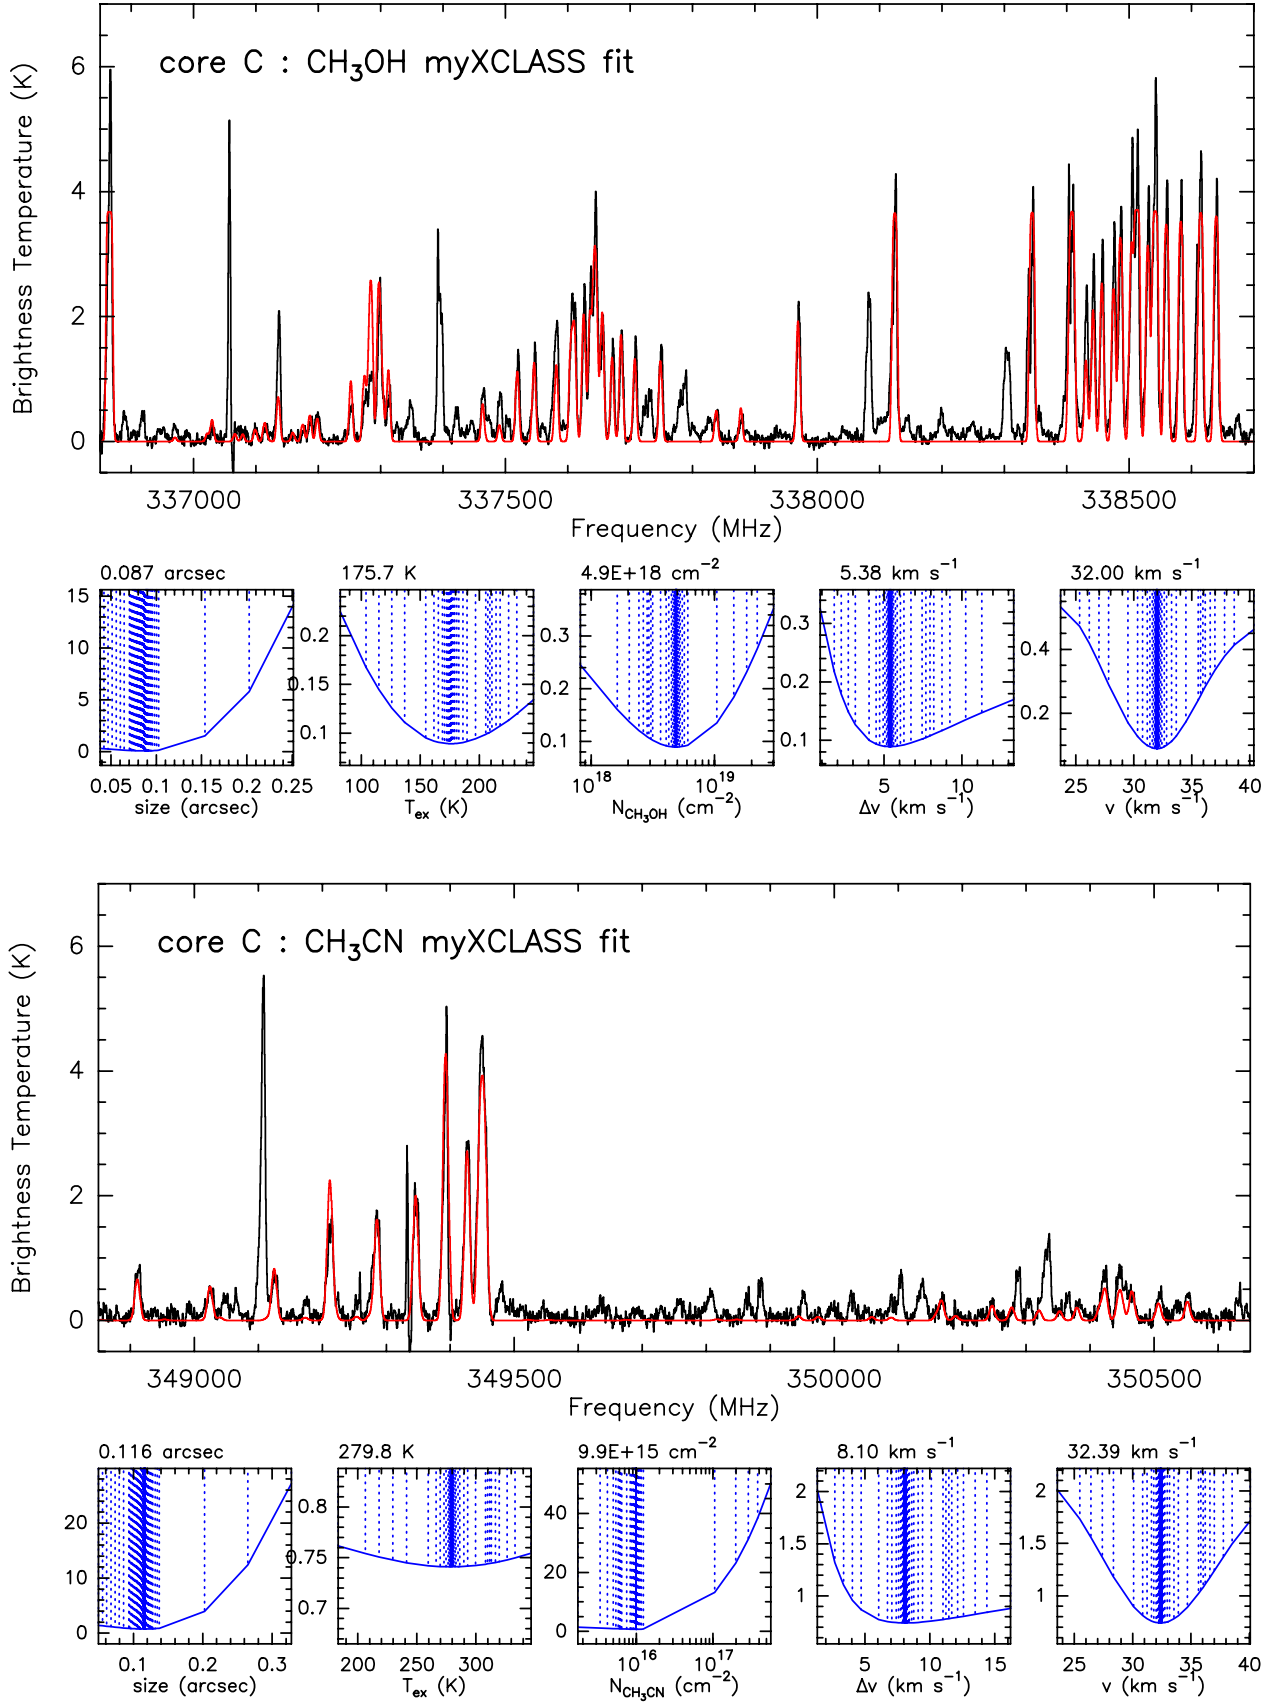 core C : CH₃OH myXCLASS fit
Brightness Temperature (K)
6
4
2
0
337000 337500 338000 338500
Frequency (MHz)
0.087 arcsec 175.7 K 4.9E+18 cm⁻² 5.38 km s⁻¹ 32.00 km s⁻¹
15
10
5
0
0.2
0.15
0.1
0.3
0.2
0.1
0.3
0.2
0.1
0.4
0.2
0.05 0.1 0.15 0.2 0.25 100 150 200 10¹⁸ 10¹⁹ 5 10 25 30 35 40
size (arcsec) Tₑₓ (K) N_CH₃OH (cm⁻²) Δv (km s⁻¹) v (km s⁻¹)
core C : CH₃CN myXCLASS fit
Brightness Temperature (K)
6
4
2
0
349000 349500 350000 350500
Frequency (MHz)
0.116 arcsec 279.8 K 9.9E+15 cm⁻² 8.10 km s⁻¹ 32.39 km s⁻¹
20
10
0
0.8
0.75
0.7
40
20
0
2
1.5
1
2
1.5
1
0.1 0.2 0.3 200 250 300 10¹⁶ 10¹⁷ 5 10 15 25 30 35 40
size (arcsec) Tₑₓ (K) N_CH₃CN (cm⁻²) Δv (km s⁻¹) v (km s⁻¹)